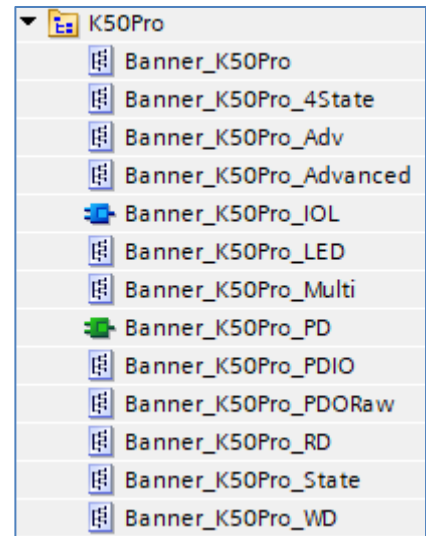 K50Pro
Banner_K50Pro
Banner_K50Pro_4State
Banner_K50Pro_Adv
Banner_K50Pro_Advanced
Banner_K50Pro_IOL
Banner_K50Pro_LED
Banner_K50Pro_Multi
Banner_K50Pro_PD
Banner_K50Pro_PDIO
Banner_K50Pro_PDORaw
Banner_K50Pro_RD
Banner_K50Pro_State
Banner_K50Pro_WD